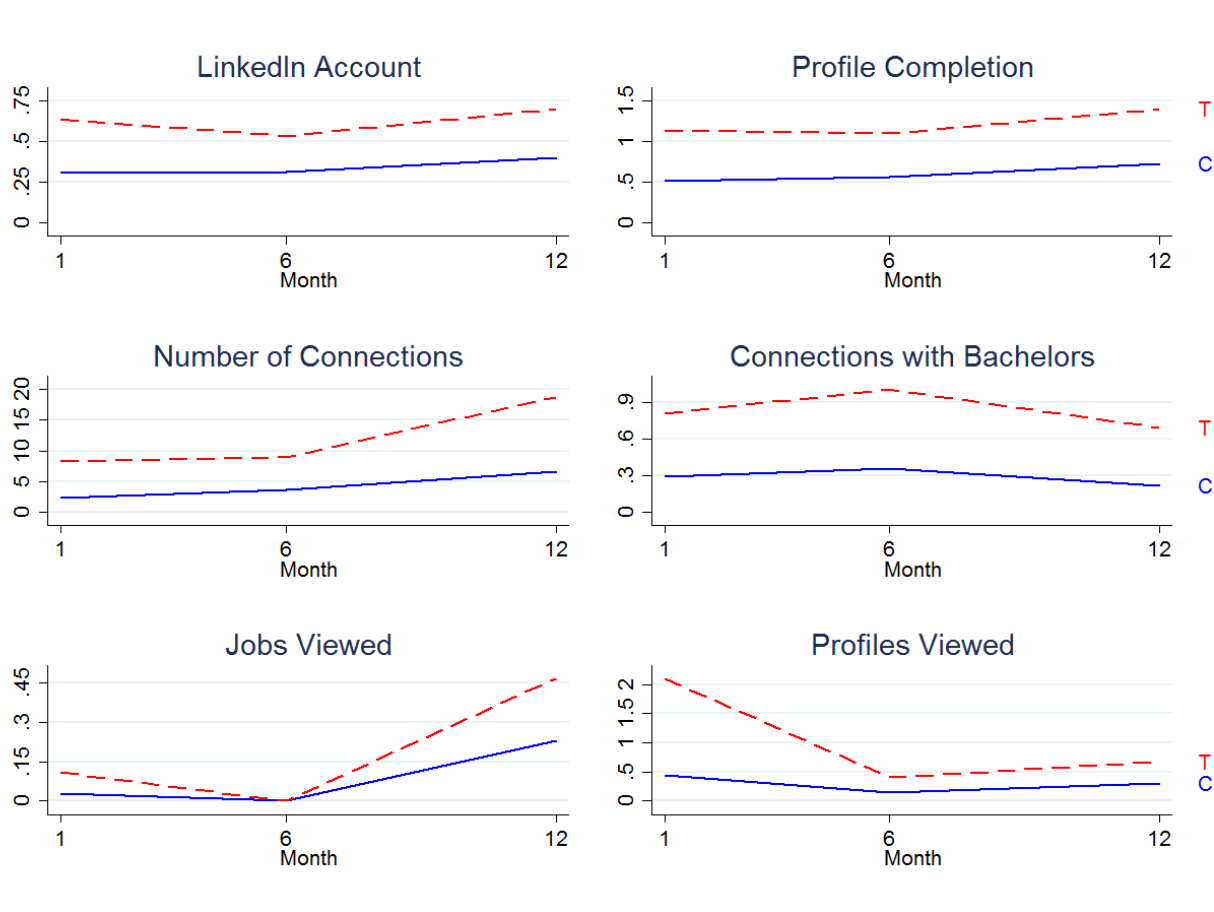 LinkedIn Account
.75
.5
.25
0
1 6 12
Month
Profile Completion
1.5
1
.5
0
1 6 12
Month
T
C
Number of Connections
20
15
10
5
0
1 6 12
Month
Connections with Bachelors
.9
.6
.3
0
1 6 12
Month
T
C
Jobs Viewed
.45
.3
.15
0
1 6 12
Month
Profiles Viewed
2
1.5
1
.5
0
1 6 12
Month
T
C